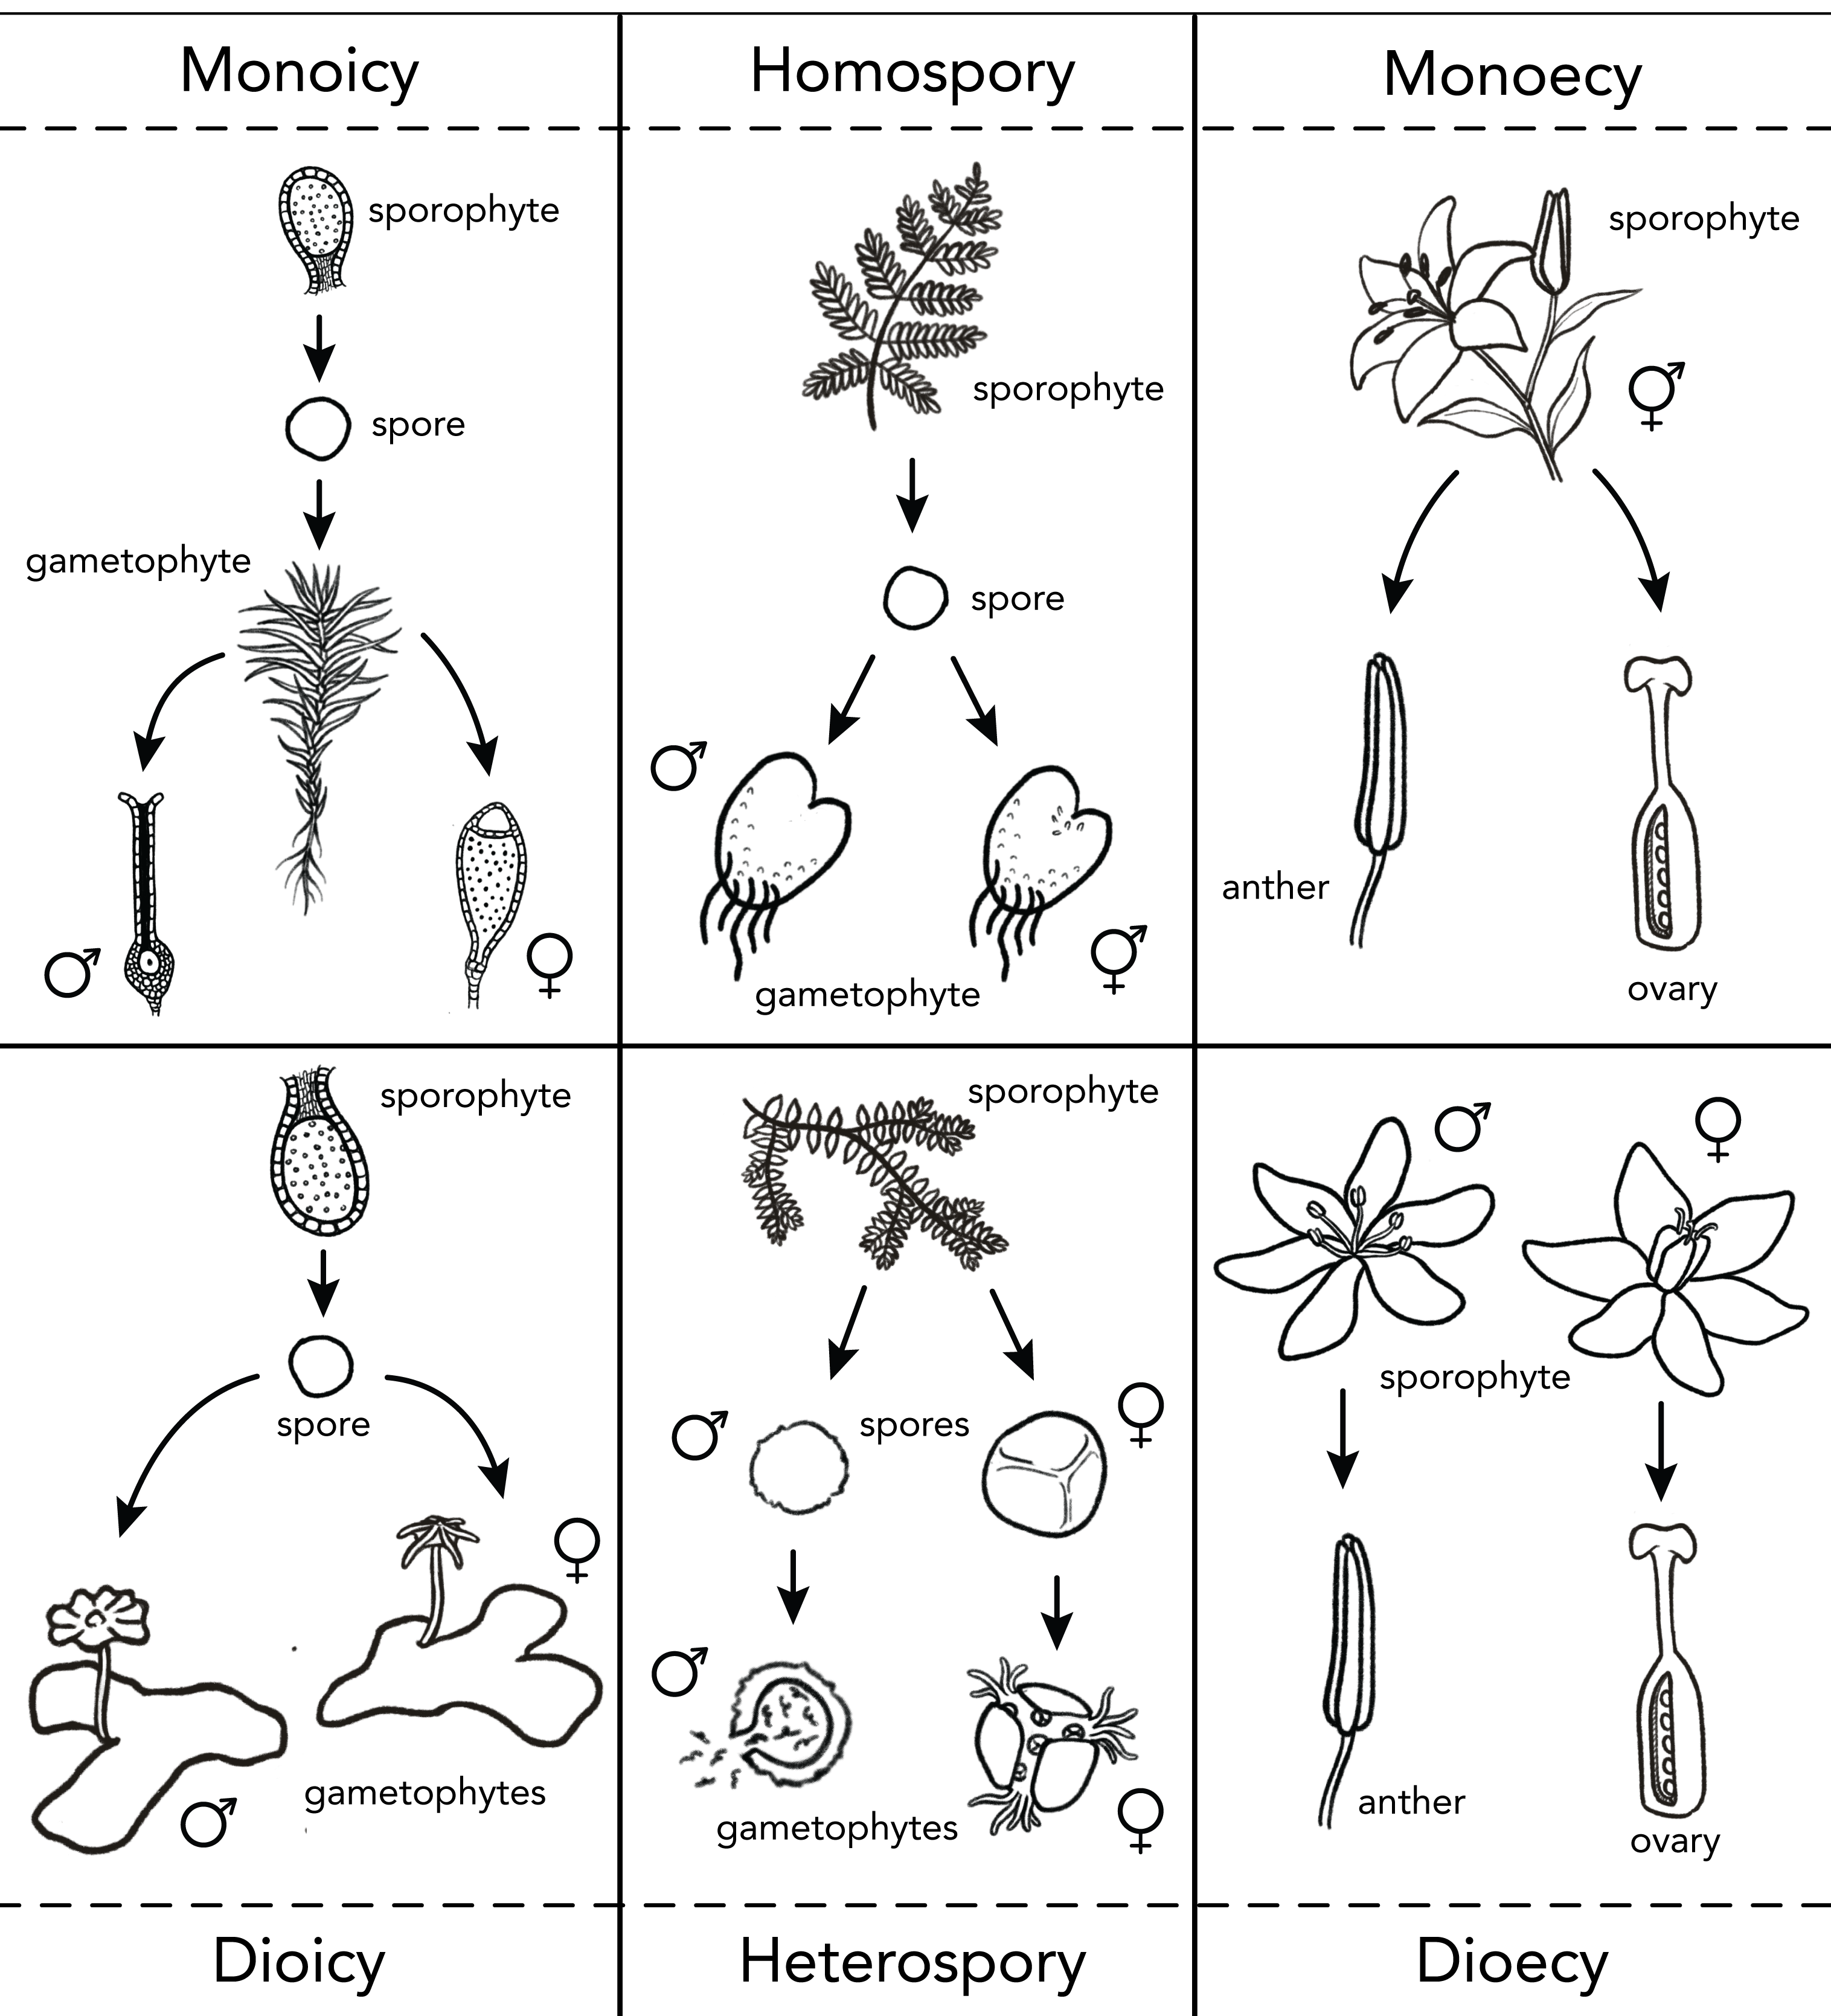 Monoicy
sporophyte
spore
gametophyte
♂
♀
Homospory
sporophyte
spore
♂
gametophyte
⚥
Monoecy
sporophyte
⚥
anther
ovary
sporophyte
spore
♀
gametophytes
♂
Dioicy
sporophyte
♂ spores ♀
♂
gametophytes
♀
Heterospory
♂ ♀
sporophyte
anther
ovary
Dioecy